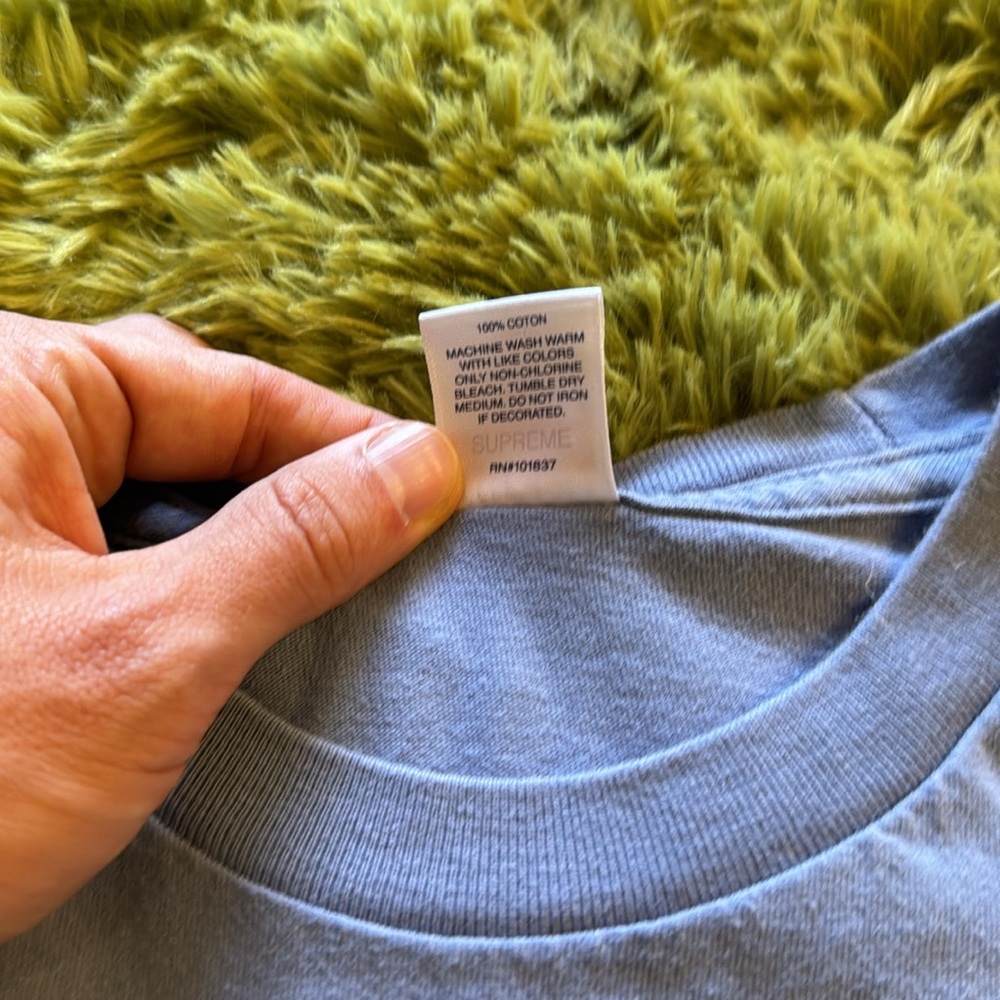 100% COTON
MACHINE WASH WARM
WITH LIKE COLORS
ONLY NON-CHLORINE
BLEACH. TUMBLE DRY
MEDIUM. DO NOT IRON
IF DECORATED.
SUPREME
RN#101837